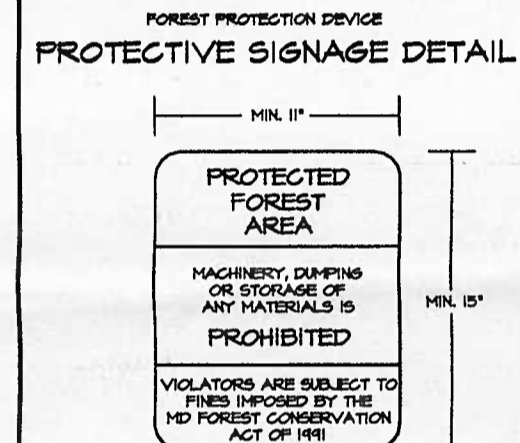 FOREST PROTECTION DEVICE
PROTECTIVE SIGNAGE DETAIL
MIN. 11"
PROTECTED
FOREST
AREA
MACHINERY, DUMPING
OR STORAGE OF
ANY MATERIALS IS
PROHIBITED
MIN. 15"
VIOLATORS ARE SUBJECT TO
FINES IMPOSED BY THE
MD FOREST CONSERVATION
ACT OF 1991